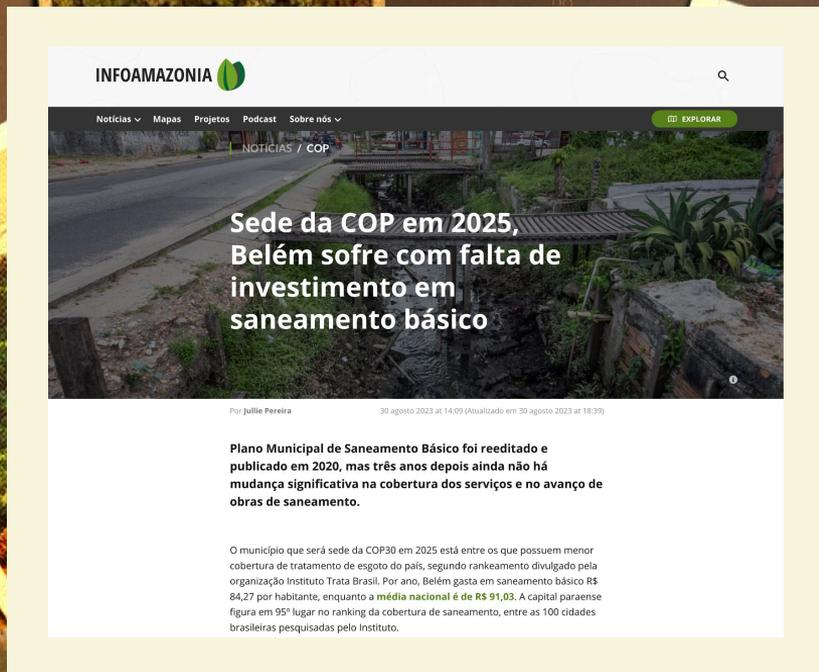 INFOAMAZONIA
Notícias Mapas Projetos Podcast Sobre nós EXPLORAR
NOTÍCIAS / COP
Sede da COP em 2025,
Belém sofre com falta de
investimento em
saneamento básico
Por Jullie Pereira 30 agosto 2023 at 14:09 (Atualizado em 30 agosto 2023 at 18:39)
Plano Municipal de Saneamento Básico foi reeditado e
publicado em 2020, mas três anos depois ainda não há
mudança significativa na cobertura dos serviços e no avanço de
obras de saneamento.
O município que será sede da COP30 em 2025 está entre os que possuem menor
cobertura de tratamento de esgoto do país, segundo rankeamento divulgado pela
organização Instituto Trata Brasil. Por ano, Belém gasta em saneamento básico R$
84,27 por habitante, enquanto a média nacional é de R$ 91,03. A capital paraense
figura em 95º lugar no ranking da cobertura de saneamento, entre as 100 cidades
brasileiras pesquisadas pelo Instituto.